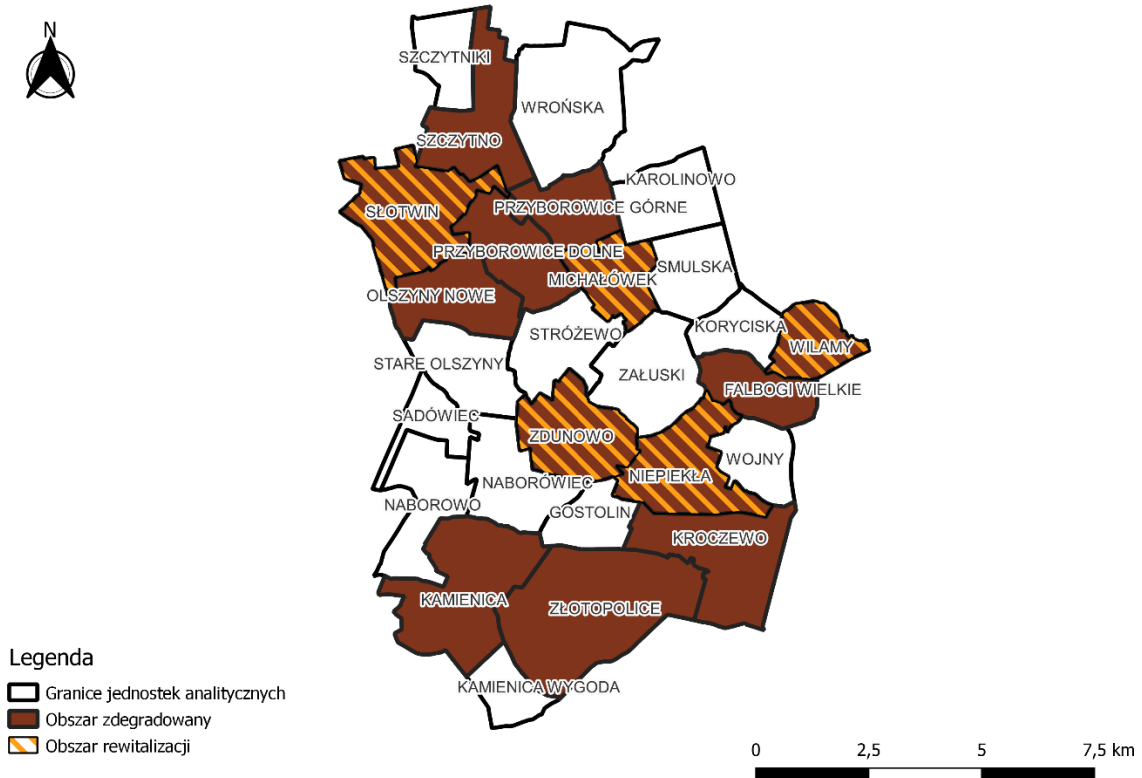 N
SZCZYTNIKI
WROŃSKA
SZCZYTNO
KAROLINOWO
PRZYBOROWICE GÓRNE
SŁOTWIN
PRZYBOROWICE DOLNE
SMULSKA
MICHAŁÓWEK
OLSZYNY NOWE
KORYCISKA
STRÓŻEWO
WILAMY
STARE OLSZYNY
ZAŁUSKI
FALBOGI WIELKIE
SADÓWIEC
ZDUNOWO
WOJNY
NIEPIEKŁA
NABORÓWIEC
NABOROWO
GOSTOLIN
KROCZEWO
KAMIENICA
ZŁOTOPOLICE
KAMIENICA WYGODA
Legenda
Granice jednostek analitycznych
Obszar zdegradowany
Obszar rewitalizacji
0 2,5 5 7,5 km